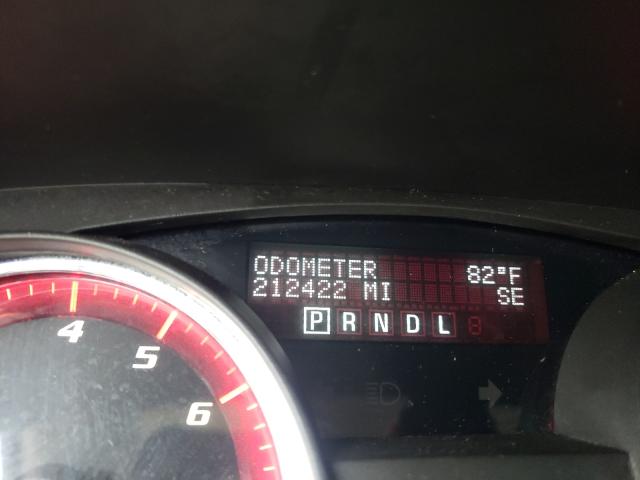 ODOMETER 82°F
212422 MI SE
P R N D L
4
5
6